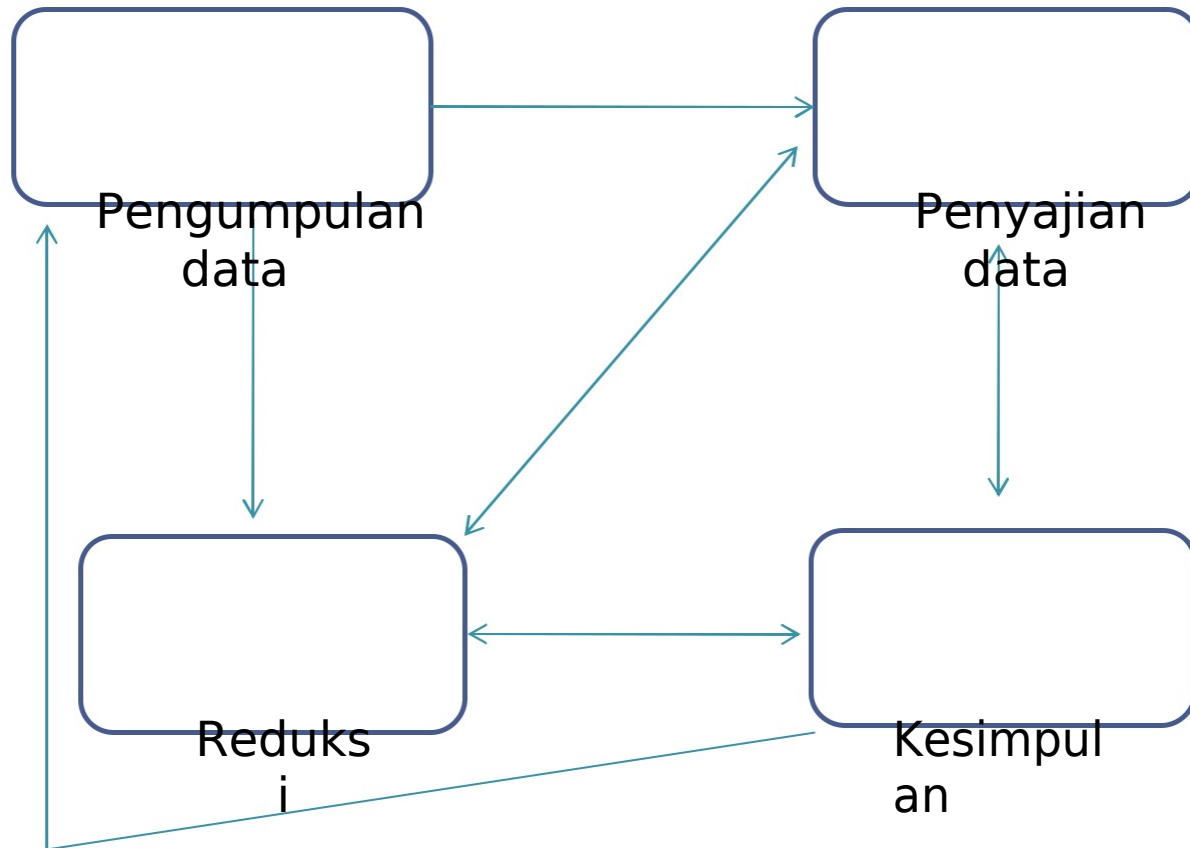 Pengumpulan
data
Penyajian
data
Reduks
i
Kesimpul
an